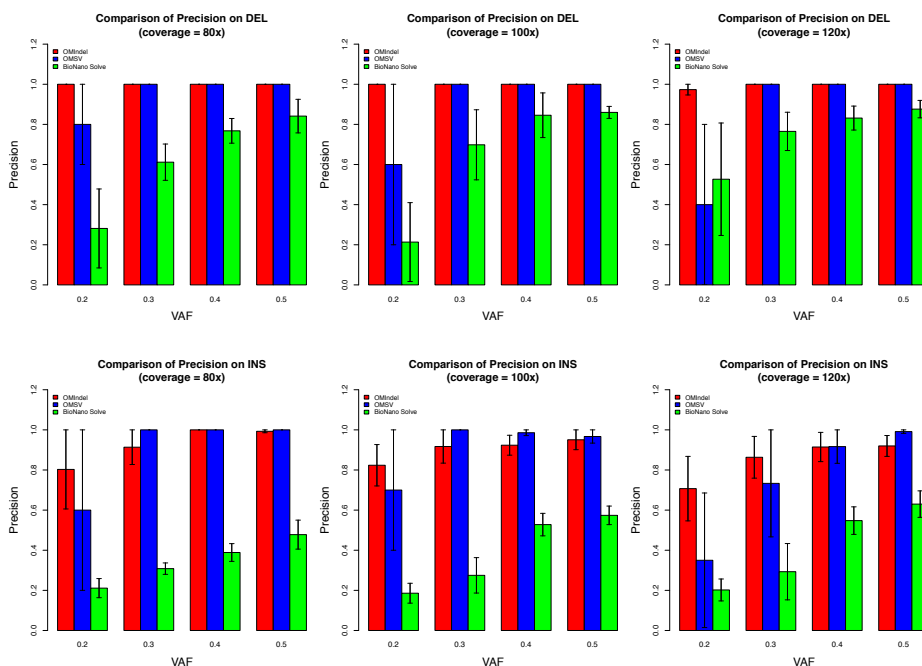 Comparison of Precision on DEL
(coverage = 80x)
1.2
1.0
0.8
0.6
0.4
0.2
0.0
Precision
OMIndel
OMSV
BioNano Solve
0.2 0.3 0.4 0.5
VAF
Comparison of Precision on DEL
(coverage = 100x)
1.2
1.0
0.8
0.6
0.4
0.2
0.0
Precision
OMIndel
OMSV
BioNano Solve
0.2 0.3 0.4 0.5
VAF
Comparison of Precision on DEL
(coverage = 120x)
1.2
1.0
0.8
0.6
0.4
0.2
0.0
Precision
OMIndel
OMSV
BioNano Solve
0.2 0.3 0.4 0.5
VAF
Comparison of Precision on INS
(coverage = 80x)
1.2
1.0
0.8
0.6
0.4
0.2
0.0
Precision
OMIndel
OMSV
BioNano Solve
0.2 0.3 0.4 0.5
VAF
Comparison of Precision on INS
(coverage = 100x)
1.2
1.0
0.8
0.6
0.4
0.2
0.0
Precision
OMIndel
OMSV
BioNano Solve
0.2 0.3 0.4 0.5
VAF
Comparison of Precision on INS
(coverage = 120x)
1.2
1.0
0.8
0.6
0.4
0.2
0.0
Precision
OMIndel
OMSV
BioNano Solve
0.2 0.3 0.4 0.5
VAF